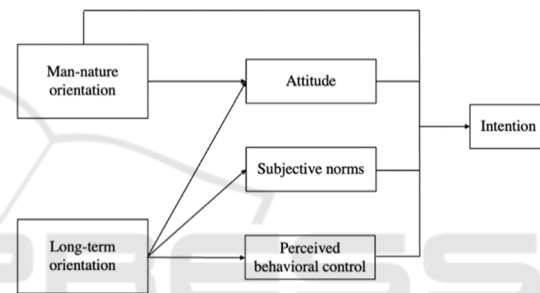 Man-nature
orientation
Attitude
Intention
Subjective norms
Long-term
orientation
Perceived
behavioral control